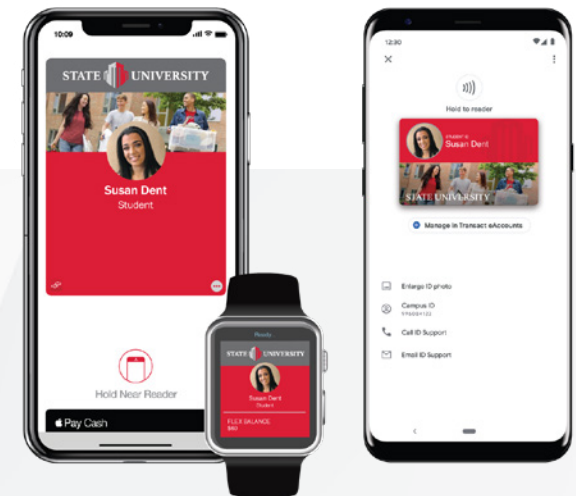 10:09
STATE UNIVERSITY
Susan Dent
Student
Hold Near Reader
Pay Cash
Ready
STATE UNIVERSITY
Susan Dent
Student
FLEX BALANCE
12:30
Hold to reader
Susan Dent
STATE UNIVERSITY
Manage in Transact eAccounts
Enlarge ID photo
Campus ID
Call ID Support
Email ID Support